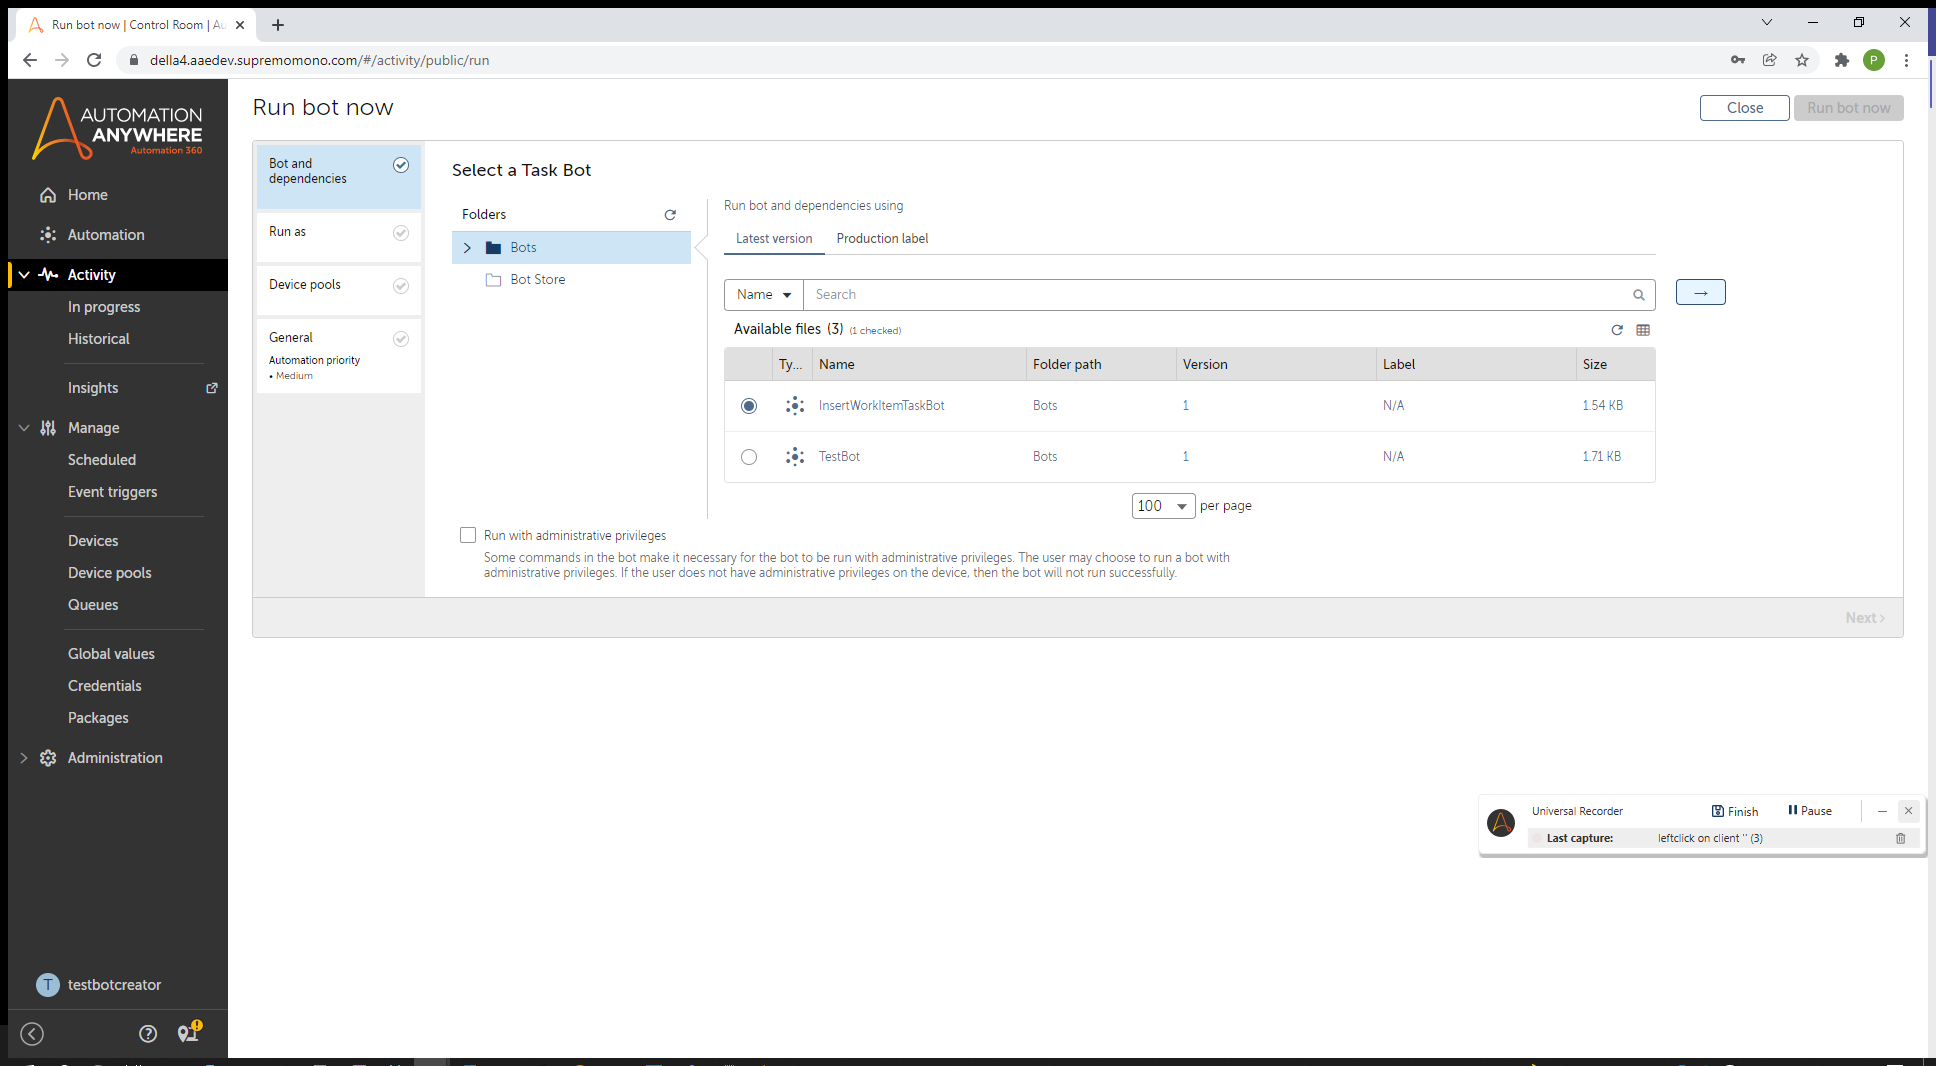 Run bot now | Control Room | Au
della4.aaedev.supremomono.com/#/activity/public/run
P
AUTOMATION
ANYWHERE
Automation 360
Home
Automation
Activity
In progress
Historical
Insights
Manage
Scheduled
Event triggers
Devices
Device pools
Queues
Global values
Credentials
Packages
Administration
T testbotcreator
Run bot now
Close
Run bot now
Bot and
dependencies
Run as
Device pools
General
Automation priority
• Medium
Select a Task Bot
Folders
Bots
Bot Store
Run bot and dependencies using
Latest version Production label
Name Search
→
Available files (3) (1 checked)
Ty... Name Folder path Version Label Size
InsertWorkItemTaskBot Bots 1 N/A 1.54 KB
TestBot Bots 1 N/A 1.71 KB
100 per page
Run with administrative privileges
Some commands in the bot make it necessary for the bot to be run with administrative privileges. The user may choose to run a bot with
administrative privileges. If the user does not have administrative privileges on the device, then the bot will not run successfully.
Next >
Universal Recorder Finish Pause
Last capture: leftclick on client '' (3)